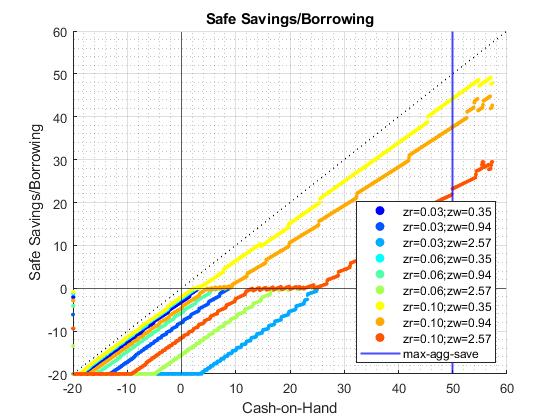 Safe Savings/Borrowing
60
50
40
30
20
10
0
-10
-20
Safe Savings/Borrowing
-20
-10
0
10
20
30
40
50
60
Cash-on-Hand
zr=0.03;zw=0.35
zr=0.03;zw=0.94
zr=0.03;zw=2.57
zr=0.06;zw=0.35
zr=0.06;zw=0.94
zr=0.06;zw=2.57
zr=0.10;zw=0.35
zr=0.10;zw=0.94
zr=0.10;zw=2.57
max-agg-save